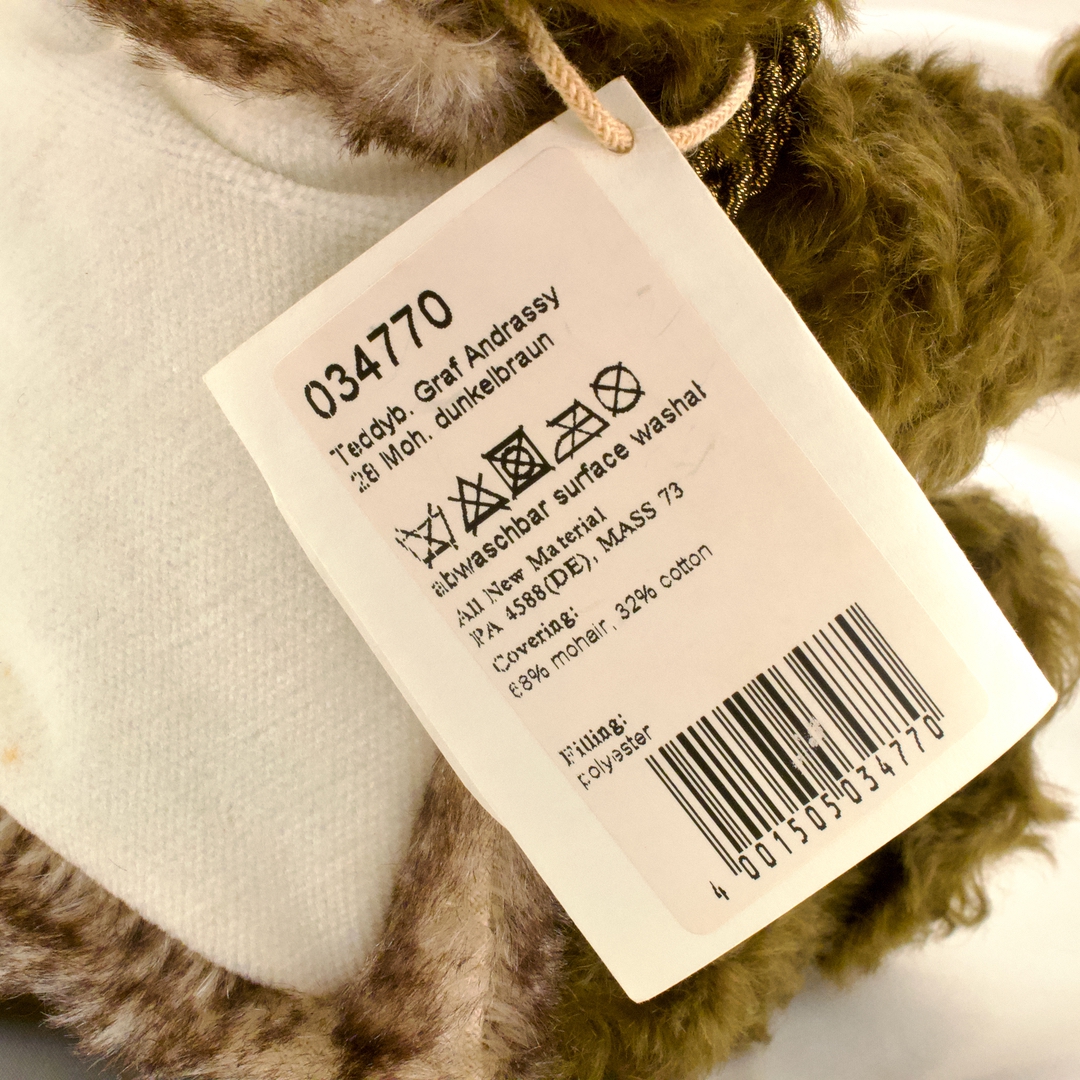 034770
Teddyb. Graf Andrassy
28 Moh. dunkelbraun
abwaschbar surface washal
All New Material
PA 4588(DE), MASS 73
Covering:
68% mohair, 32% cotton
Filling:
polyester
4 001505 034770